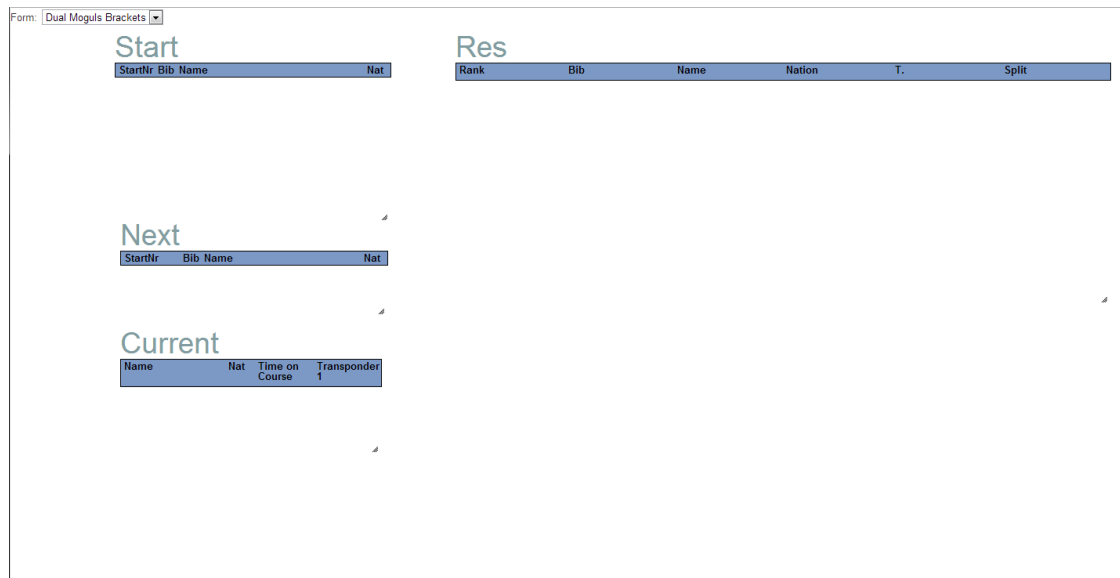 Form: Dual Moguls Brackets
Start
StartNr Bib Name Nat
Res
Rank Bib Name Nation T. Split
Next
StartNr Bib Name Nat
Current
Name Nat Time on Course Transponder 1